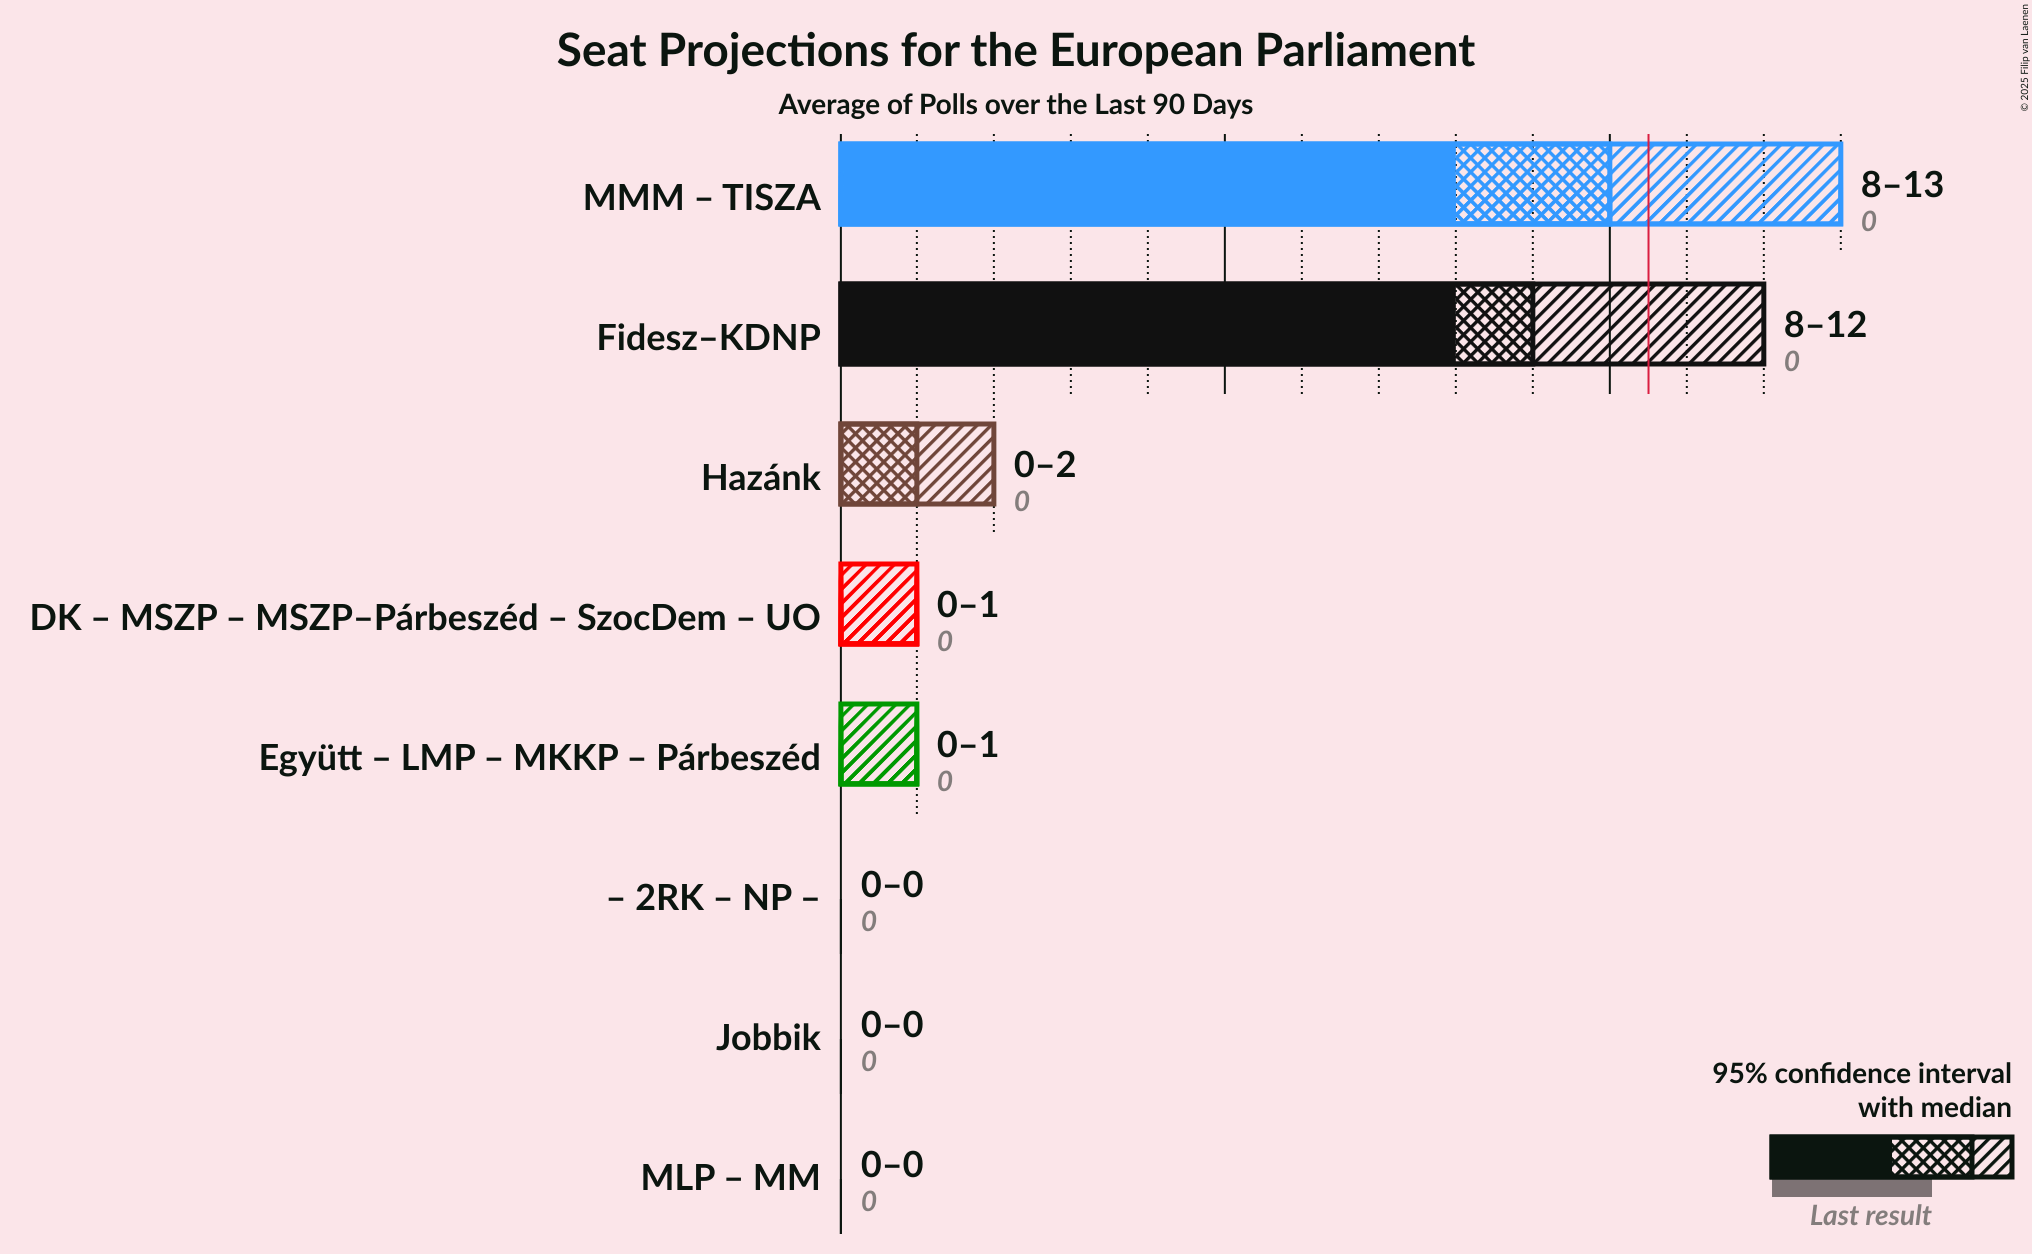 Seat Projections for the European Parliament
Average of Polls over the Last 90 Days
© 2025 Filip van Laenen
MMM – TISZA
8–13
0
Fidesz–KDNP
8–12
0
Hazánk
0–2
0
DK – MSZP – MSZP–Párbeszéd – SzocDem – UO
0–1
0
Együtt – LMP – MKKP – Párbeszéd
0–1
0
– 2RK – NP –
0–0
0
Jobbik
0–0
0
MLP – MM
0–0
0
95% confidence interval
with median
Last result